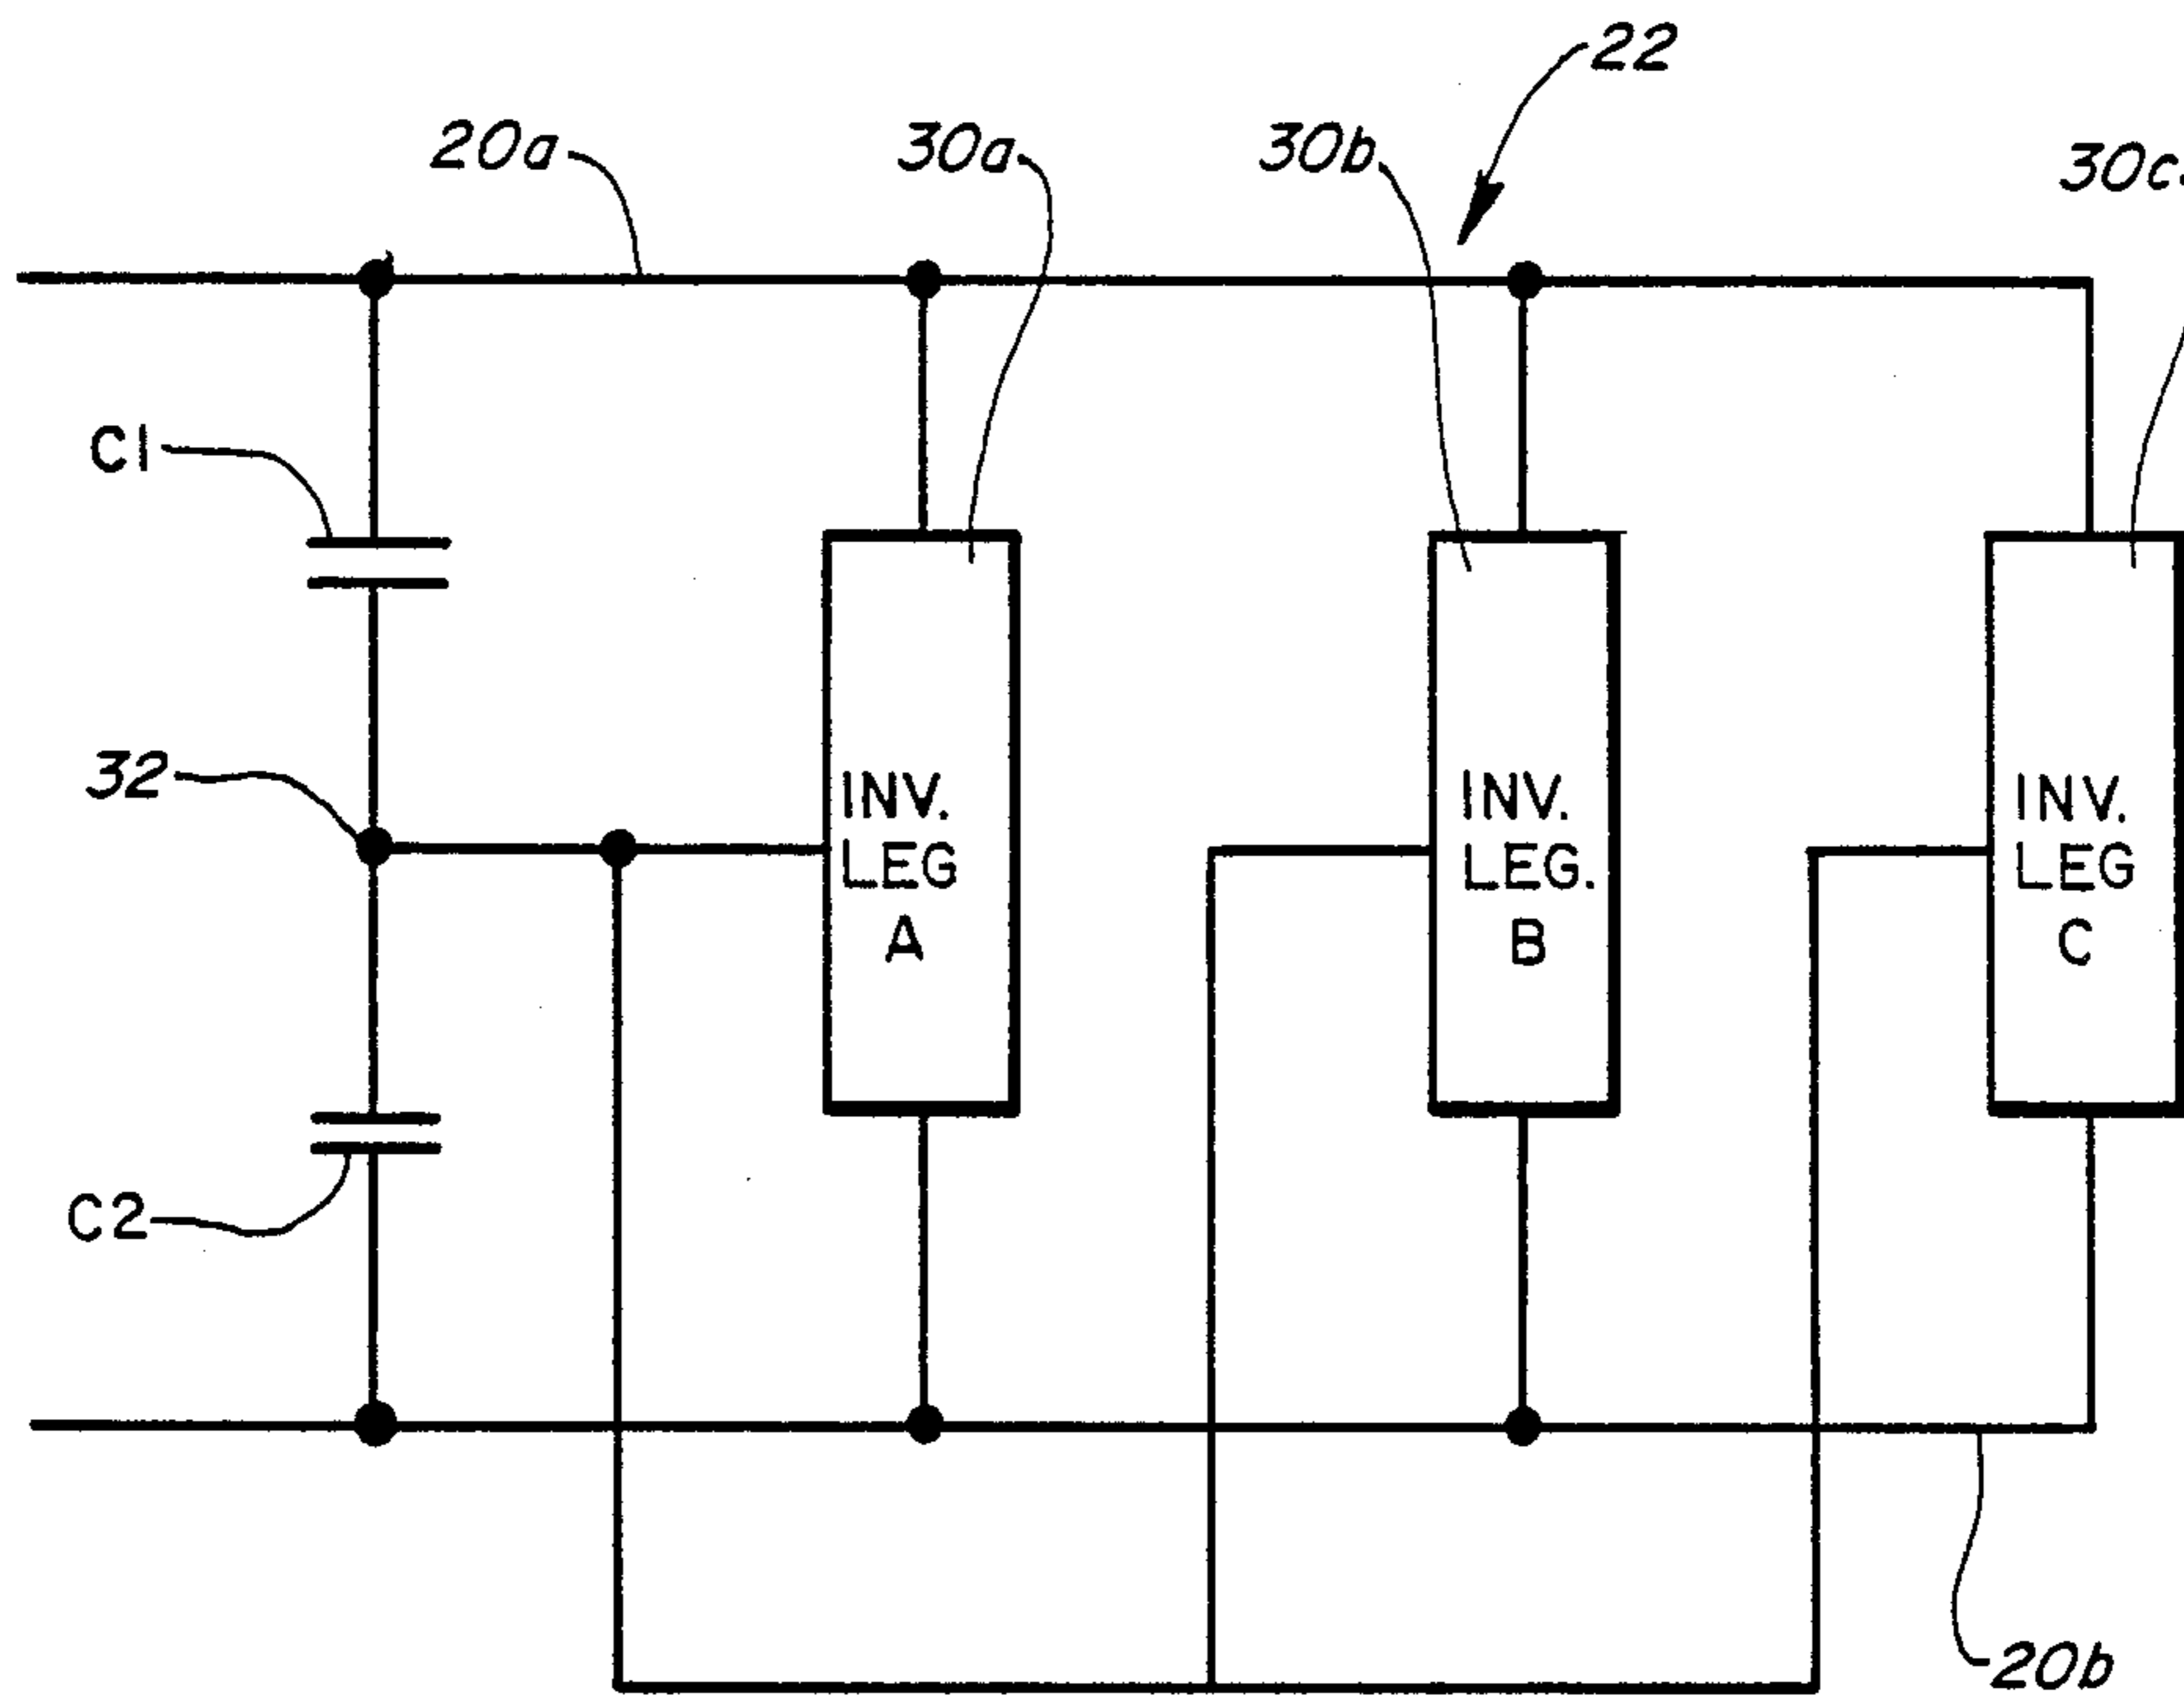 22
20a
30a
30b
30c
C1
32
INV.
LEG
A
INV.
LEG.
B
INV.
LEG
C
C2
20b